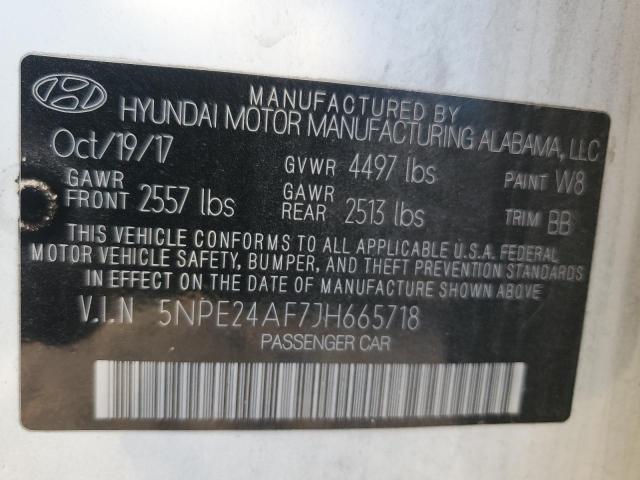 MANUFACTURED BY
HYUNDAI MOTOR MANUFACTURING ALABAMA, LLC
Oct/19/17 GVWR 4497 lbs PAINT W8
GAWR FRONT 2557 lbs GAWR REAR 2513 lbs TRIM BB
THIS VEHICLE CONFORMS TO ALL APPLICABLE U.S.A. FEDERAL
MOTOR VEHICLE SAFETY, BUMPER, AND THEFT PREVENTION STANDARDS
IN EFFECT ON THE DATE OF MANUFACTURE SHOWN ABOVE.
V.I.N 5NPE24AF7JH665718
PASSENGER CAR